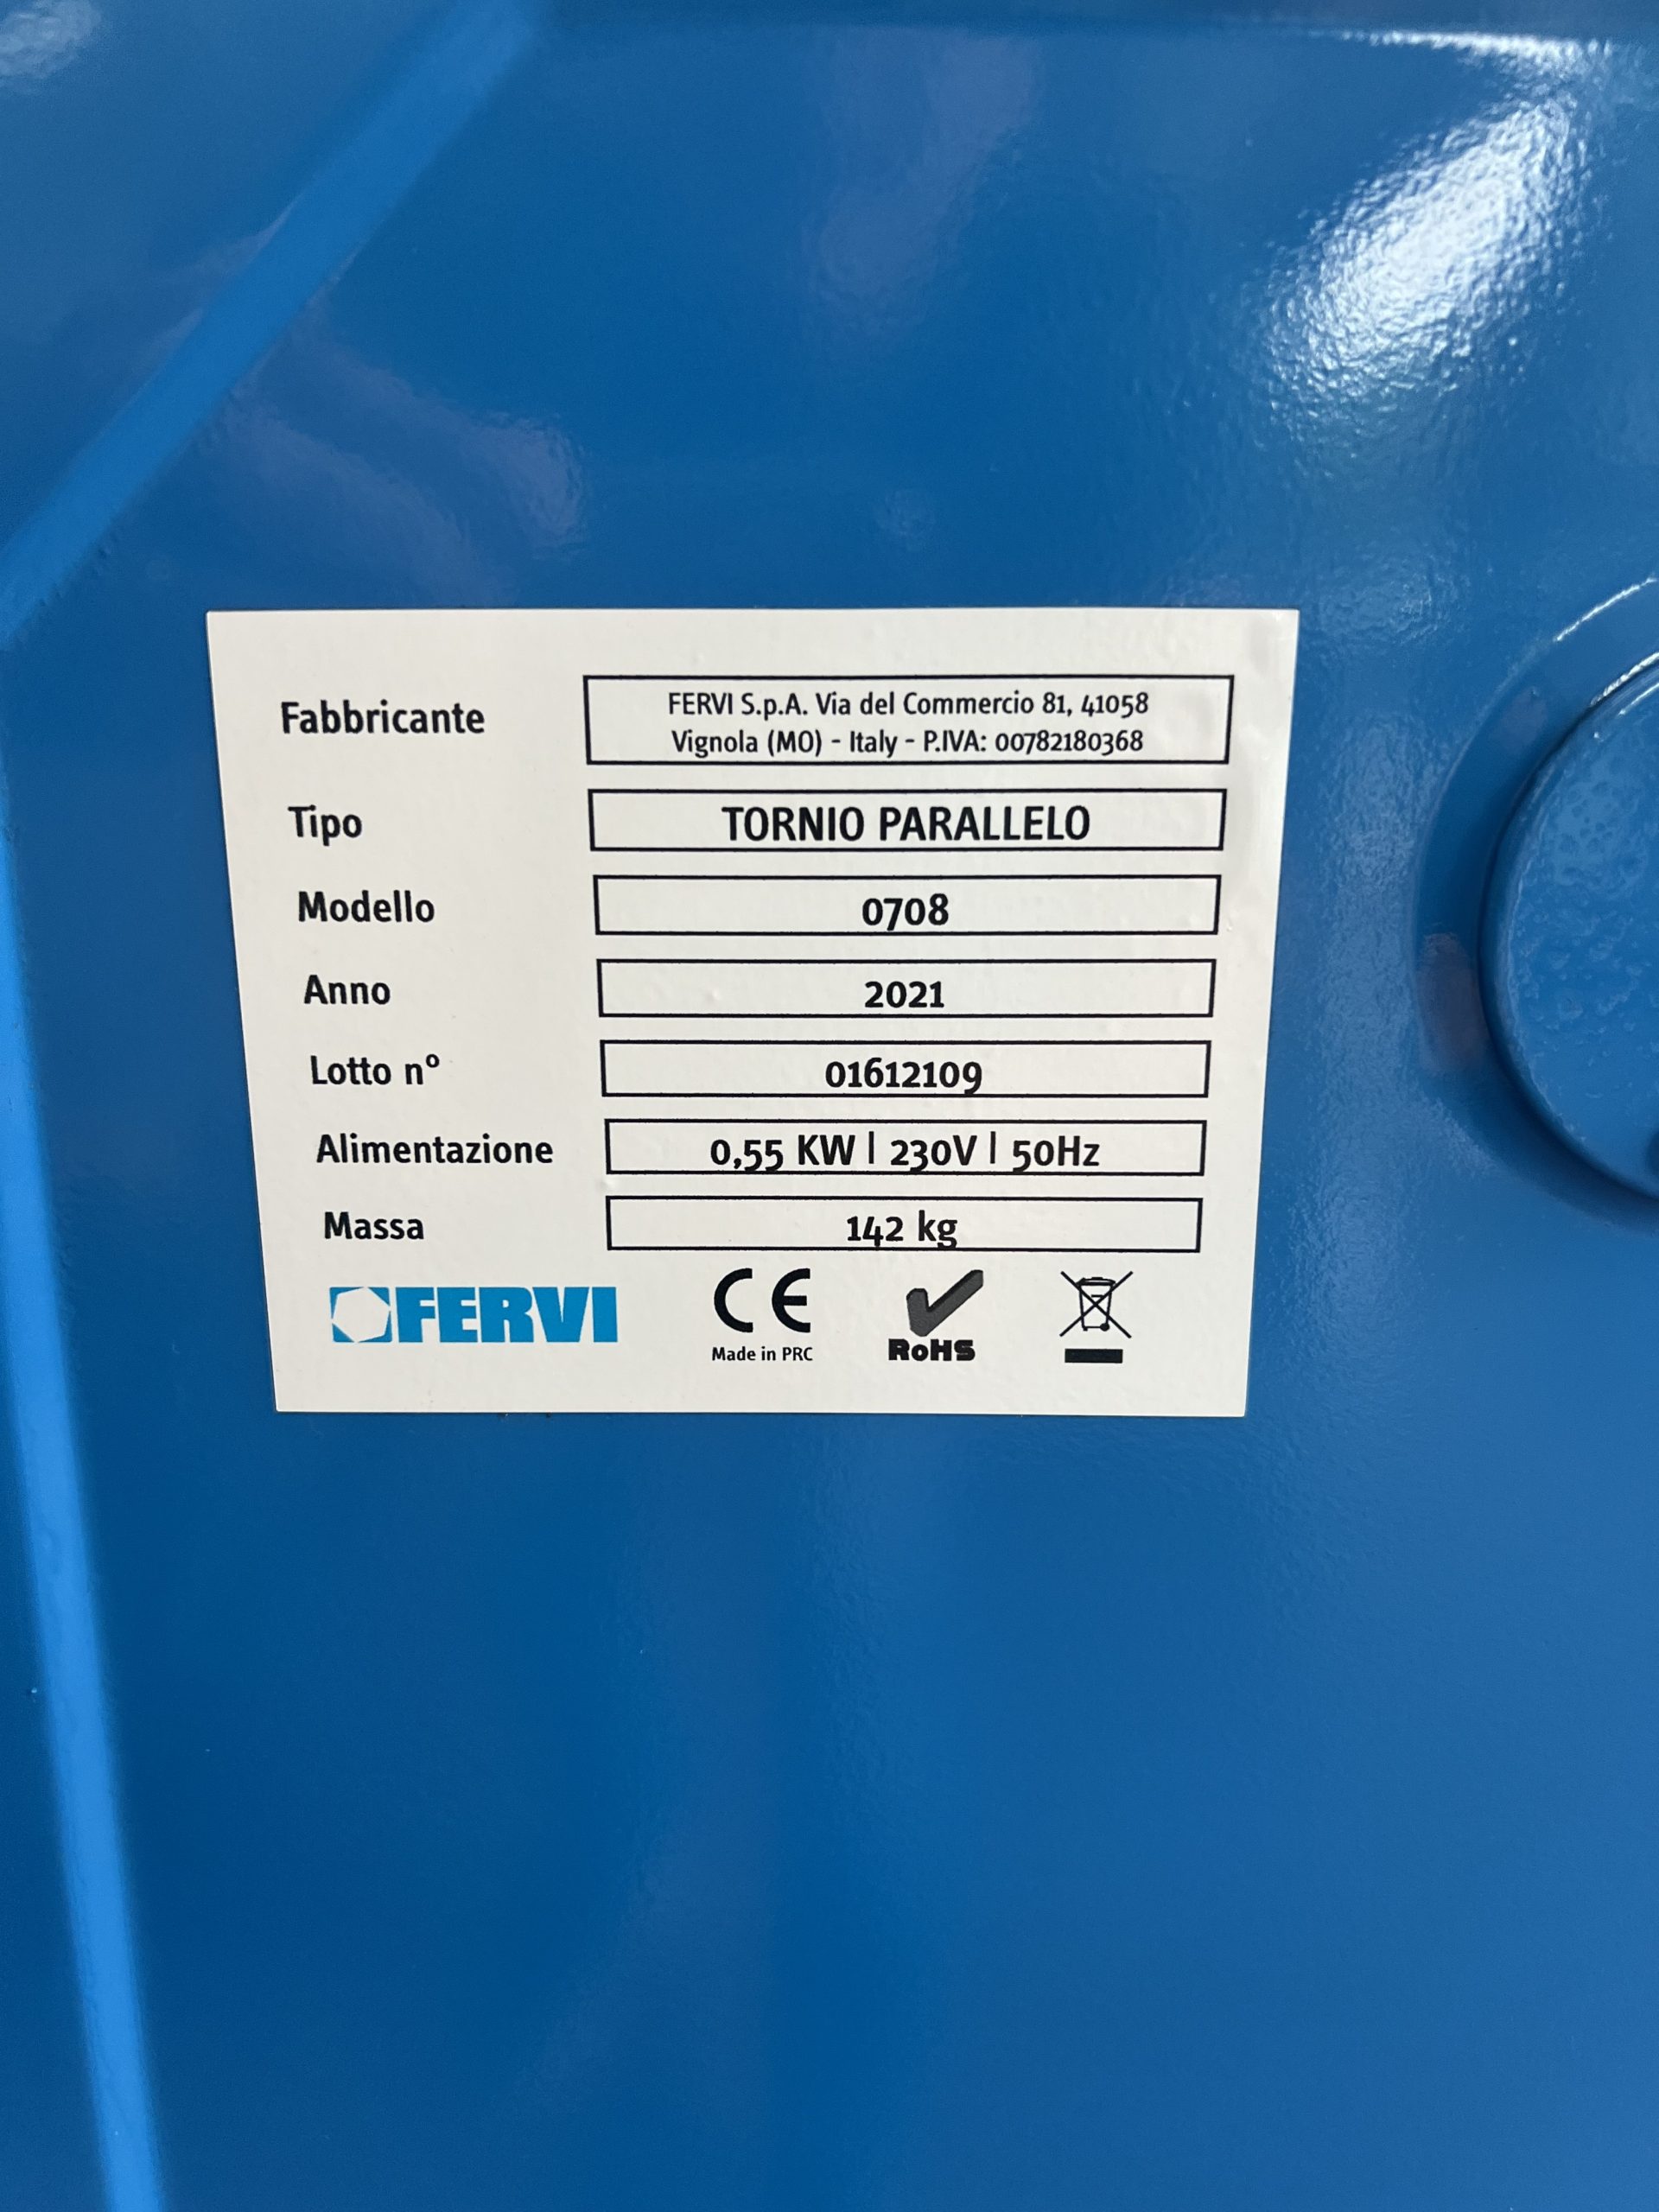 Fabbricante
FERVI S.p.A. Via del Commercio 81, 41058
Vignola (MO) - Italy - P.IVA: 00782180368
Tipo
TORNIO PARALLELO
Modello
0708
Anno
2021
Lotto nº
01612109
Alimentazione
0,55 KW | 230V | 50Hz
Massa
142 kg
FERVI
CE
Made in PRC
RoHS